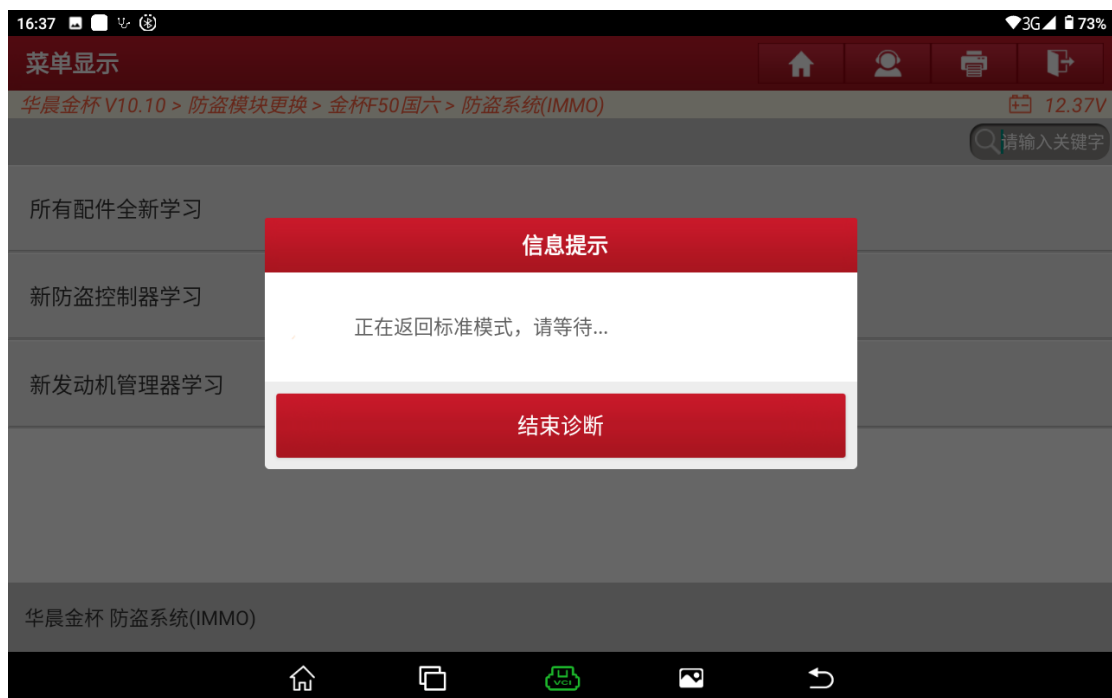 16:37
3G 73%
菜单显示
华晨金杯 V10.10 > 防盗模块更换 > 金杯F50国六 > 防盗系统(IMMO)
12.37V
请输入关键字
所有配件全新学习
信息提示
新防盗控制器学习
正在返回标准模式，请等待...
新发动机管理器学习
结束诊断
华晨金杯 防盗系统(IMMO)
VCI